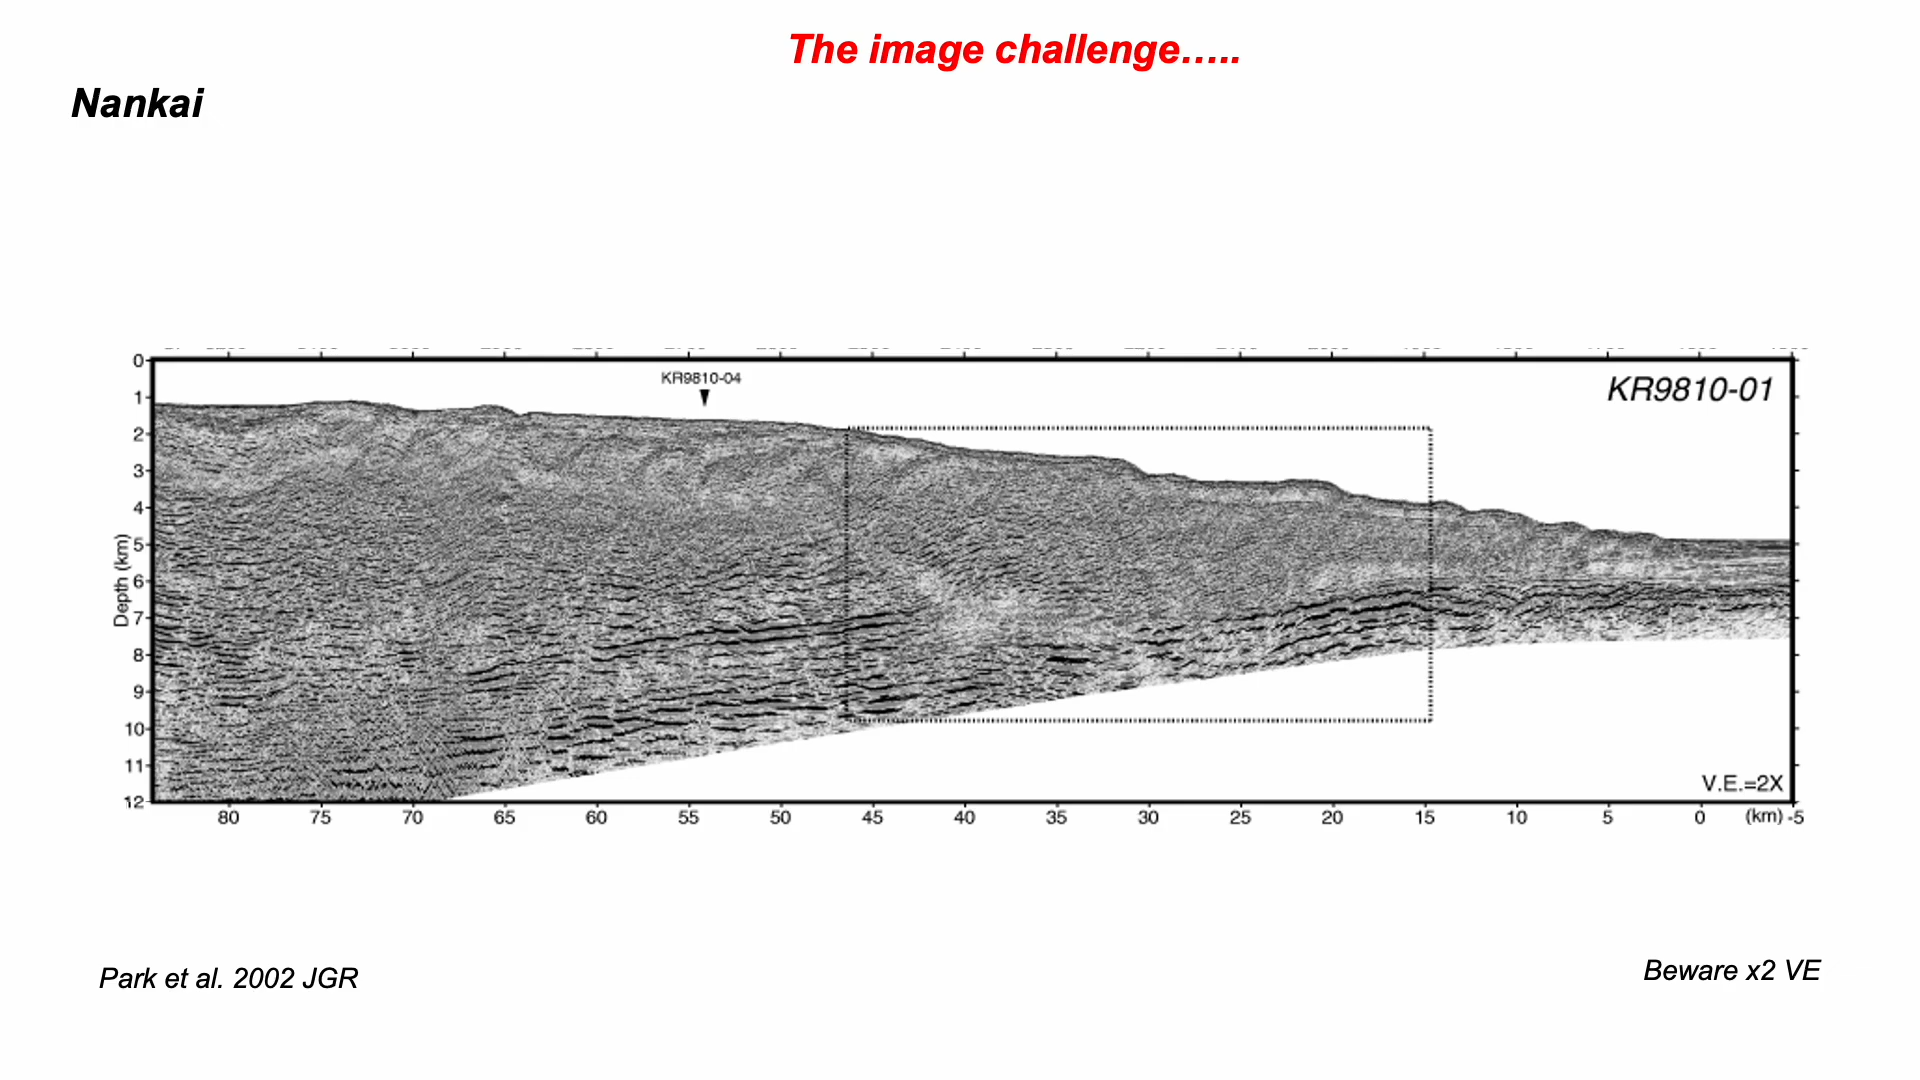 The image challenge…..
Nankai
KR9810-04
KR9810-01
0
1
2
3
4
5
6
7
8
9
10
11
12
Depth (km)
V.E.=2X
80 75 70 65 60 55 50 45 40 35 30 25 20 15 10 5 0 (km) -5
Park et al. 2002 JGR
Beware x2 VE